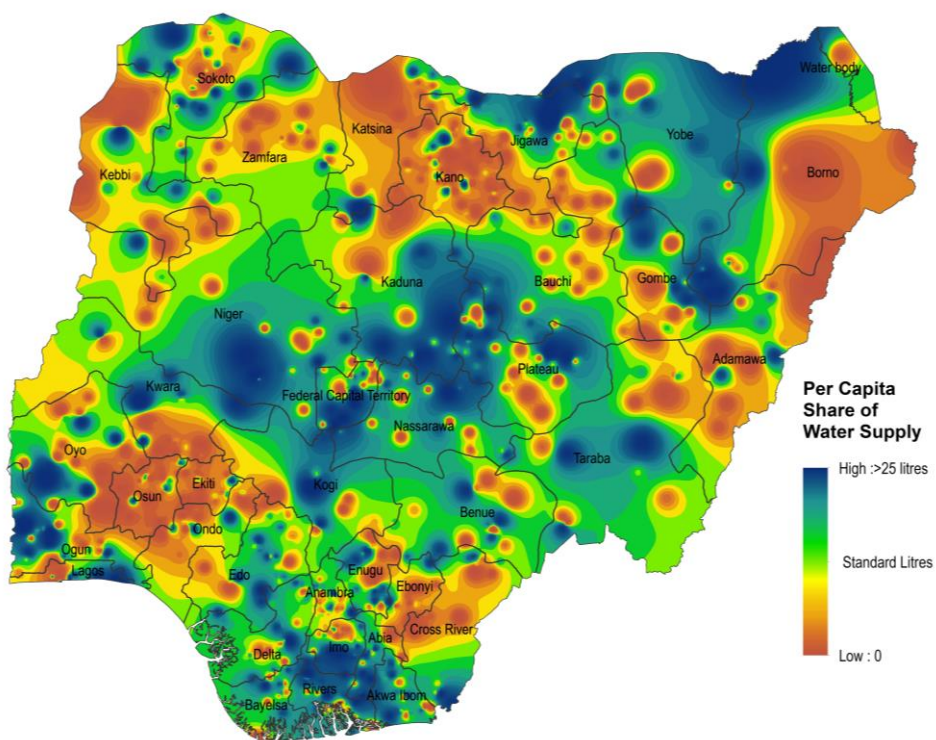 Sokoto
Water body
Katsina
Jigawa
Yobe
Zamfara
Kebbi
Kano
Borno
Kaduna
Bauchi
Gombe
Niger
Adamawa
Plateau
Kwara
Federal Capital Territory
Nassarawa
Oyo
Taraba
Ekiti
Kogi
Osun
Benue
Ondo
Ogun
Lagos
Edo
Enugu
Ebonyi
Anambra
Cross River
Abia
Imo
Delta
Rivers
Akwa Ibom
Bayelsa
Per Capita
Share of
Water Supply
High :>25 litres
Standard Litres
Low : 0